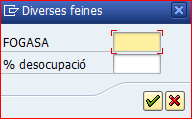 Diverses feines
FOGASA
% desocupació